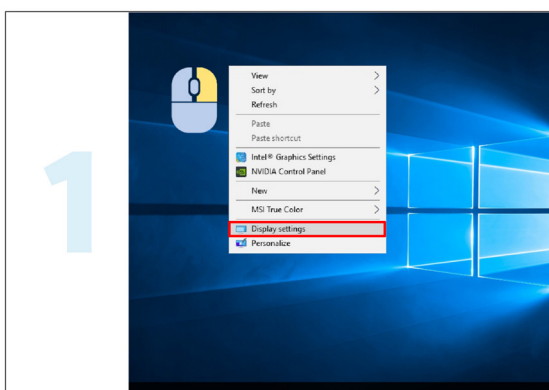 1
View
Sort by
Refresh
Paste
Paste shortcut
Intel® Graphics Settings
NVIDIA Control Panel
New
MSI True Color
Display settings
Personalize